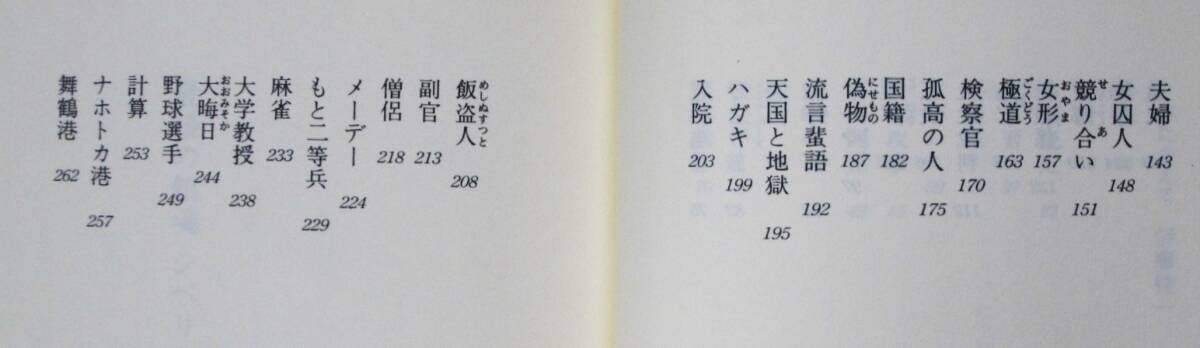 夫婦 143
女囚人 148
競り合い 151
女形 157
極道 163
検察官 170
孤高の人 175
国籍 182
偽物 187
流言蜚語 192
天国と地獄 195
ハガキ 199
入院 203
飯盗人 208
副官 213
僧侶 218
メーデー 224
もと二等兵 229
麻雀 233
大学教授 238
大晦日 244
野球選手 249
計算 253
ナホトカ港 257
舞鶴港 262